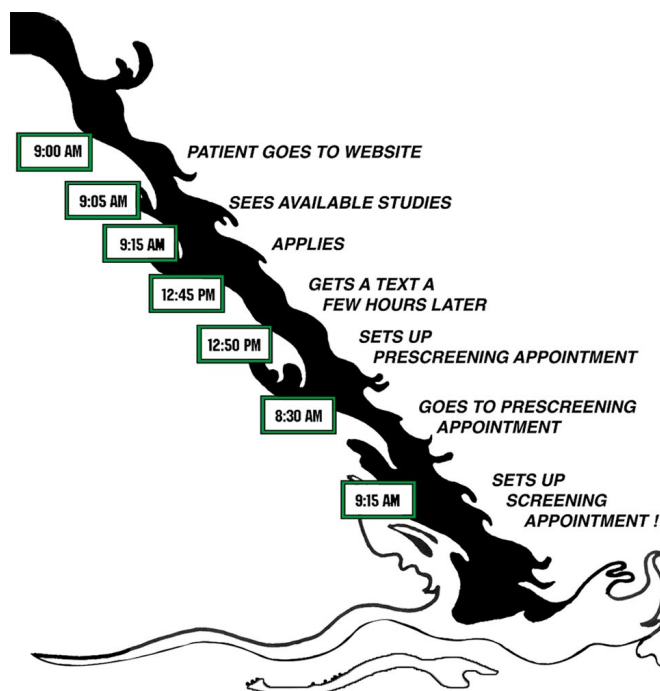 9:00 AM
PATIENT GOES TO WEBSITE
9:05 AM
SEES AVAILABLE STUDIES
9:15 AM
APPLIES
12:45 PM
GETS A TEXT A
FEW HOURS LATER
12:50 PM
SETS UP
PRESCREENING APPOINTMENT
8:30 AM
GOES TO PRESCREENING
APPOINTMENT
9:15 AM
SETS UP
SCREENING
APPOINTMENT !